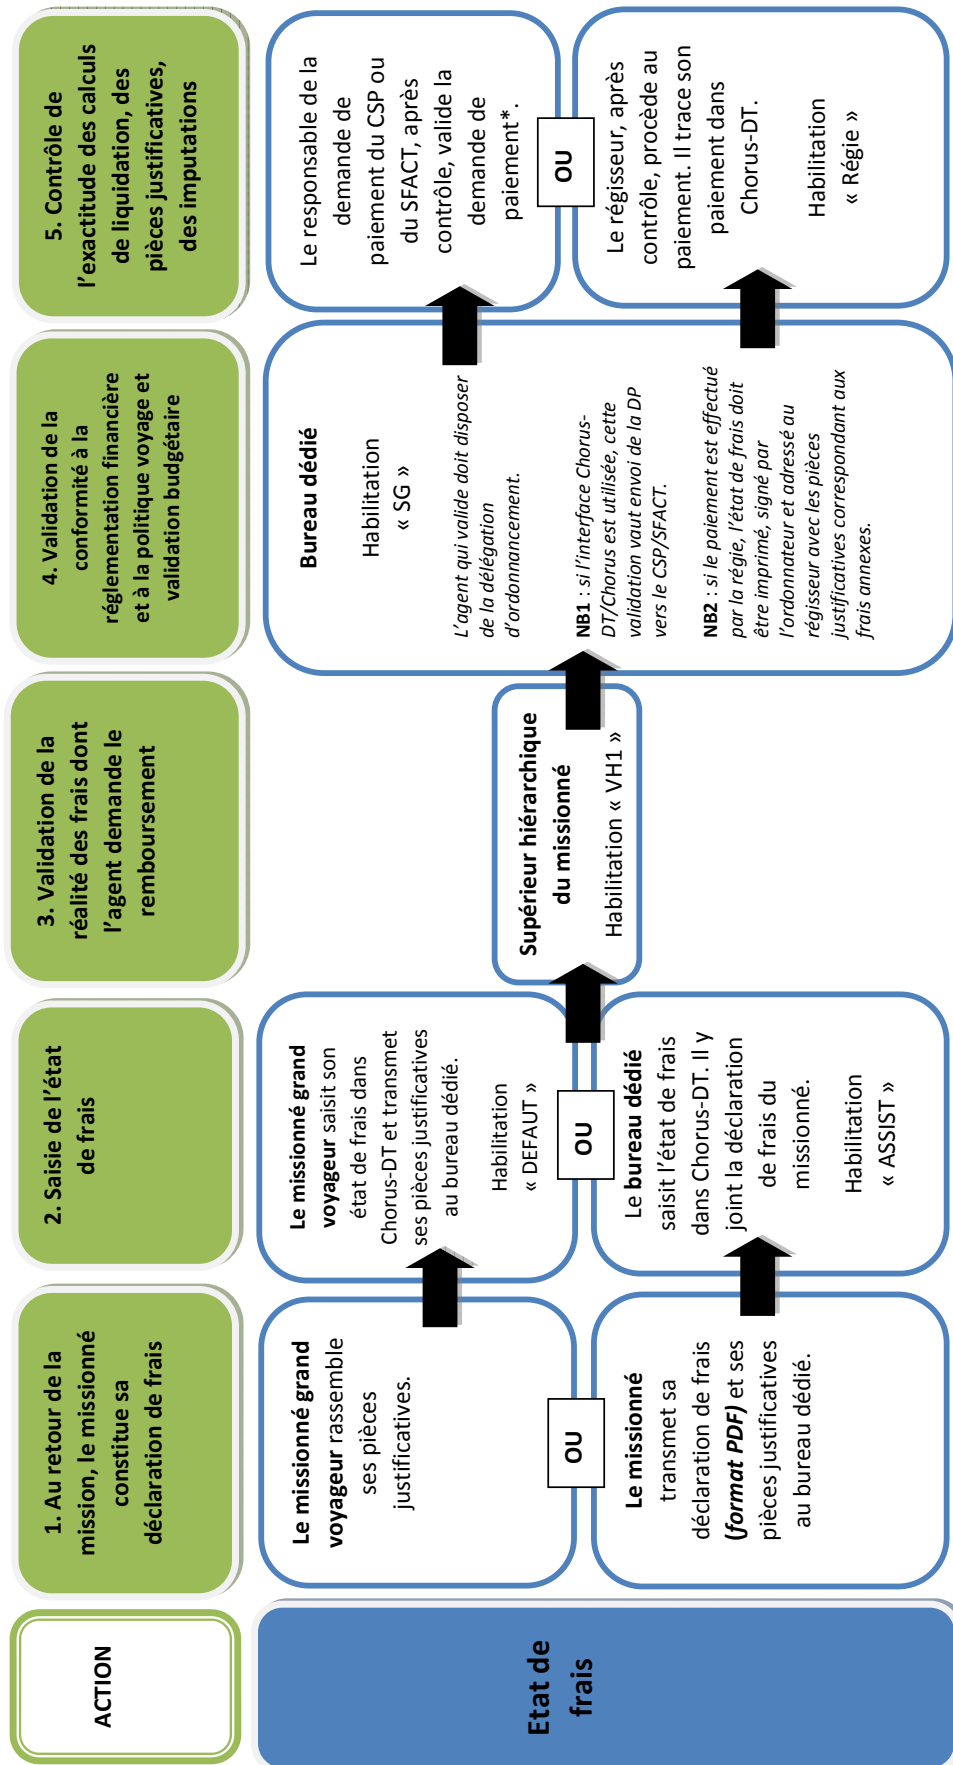 ACTION
1. Au retour de la
mission, le missionné
constitue sa
déclaration de frais
2. Saisie de l'état
de frais
3. Validation de la
réalité des frais dont
l'agent demande le
remboursement
4. Validation de la
conformité à la
réglementation financière
et à la politique voyage et
validation budgétaire
5. Contrôle de
l'exactitude des calculs
de liquidation, des
pièces justificatives,
des imputations
Etat de
frais
Le missionné grand
voyageur rassemble
ses pièces
justificatives.
OU
Le missionné
transmet sa
déclaration de frais
(format PDF) et ses
pièces justificatives
au bureau dédié.
Le missionné grand
voyageur saisit son
état de frais dans
Chorus-DT et transmet
ses pièces justificatives
au bureau dédié.
Habilitation
« DEFAUT »
OU
Le bureau dédié
saisit l'état de frais
dans Chorus-DT. Il y
joint la déclaration
de frais du
missionné.
Habilitation
« ASSIST »
Supérieur hiérarchique
du missionné
Habilitation « VH1 »
Bureau dédié
Habilitation
« SG »
L'agent qui valide doit disposer
de la délégation
d'ordonnancement.
NB1 : si l'interface Chorus-
DT/Chorus est utilisée, cette
validation vaut envoi de la DP
vers le CSP/SFACT.
NB2 : si le paiement est effectué
par la régie, l'état de frais doit
être imprimé, signé par
l'ordonnateur et adressé au
régisseur avec les pièces
justificatives correspondant aux
frais annexes.
Le responsable de la
demande de
paiement du CSP ou
du SFACT, après
contrôle, valide la
demande de
paiement*.
OU
Le régisseur, après
contrôle, procède au
paiement. Il trace son
paiement dans
Chorus-DT.
Habilitation
« Régie »